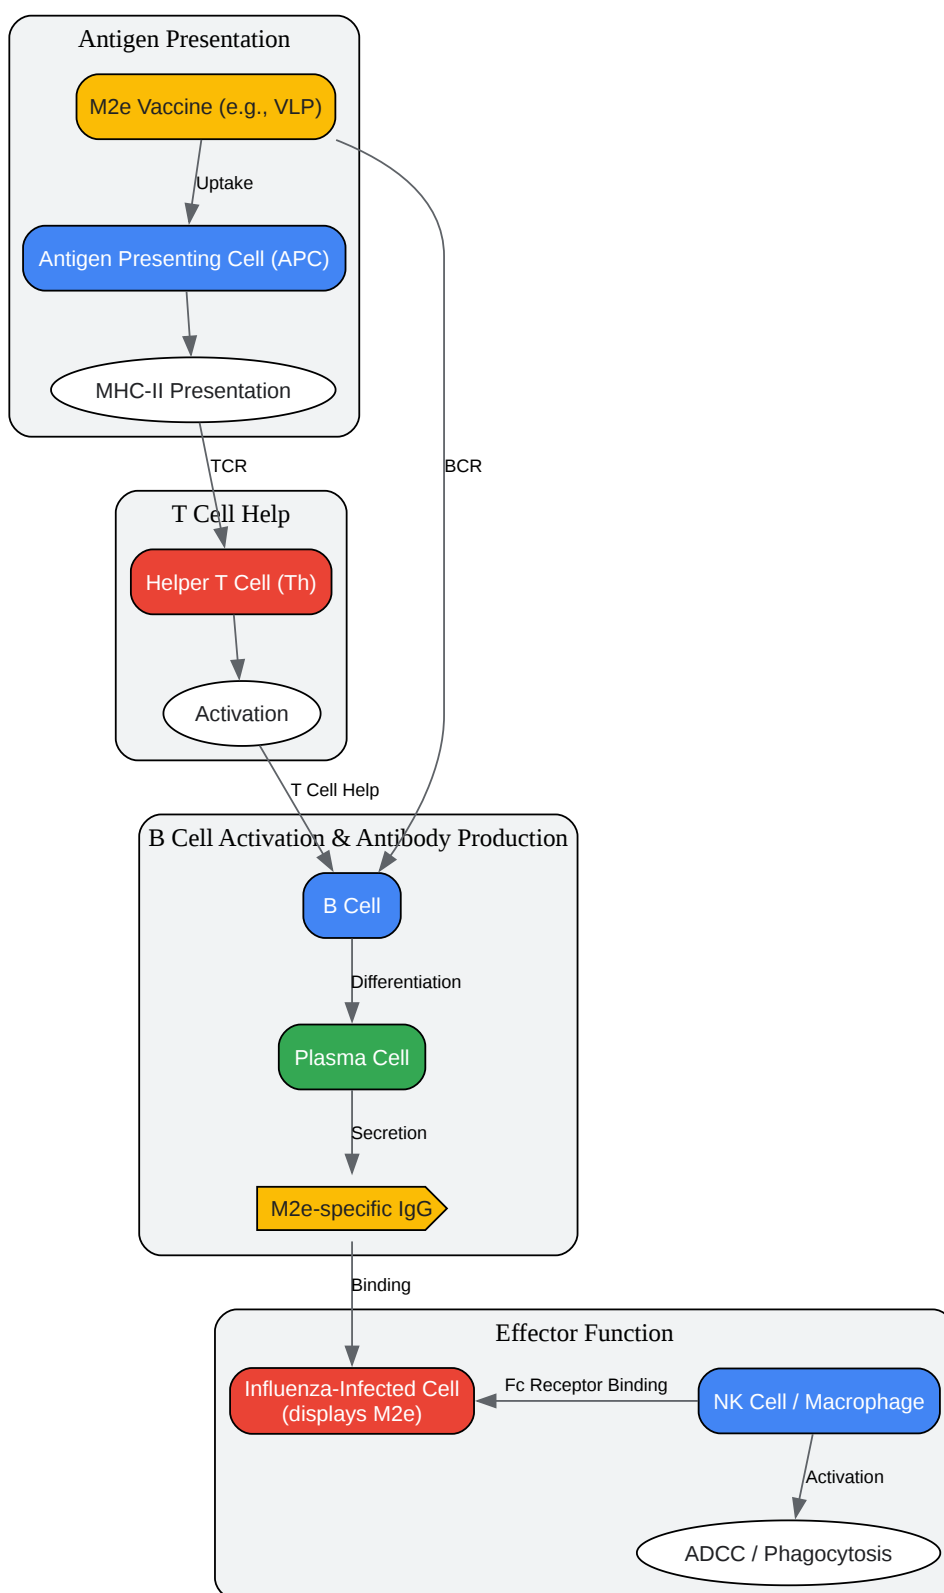 Antigen Presentation
M2e Vaccine (e.g., VLP)
Uptake
Antigen Presenting Cell (APC)
MHC-II Presentation
TCR
BCR
T Cell Help
Helper T Cell (Th)
Activation
T Cell Help
B Cell Activation & Antibody Production
B Cell
Differentiation
Plasma Cell
Secretion
M2e-specific IgG
Binding
Effector Function
Influenza-Infected Cell
(displays M2e)
Fc Receptor Binding
NK Cell / Macrophage
Activation
ADCC / Phagocytosis